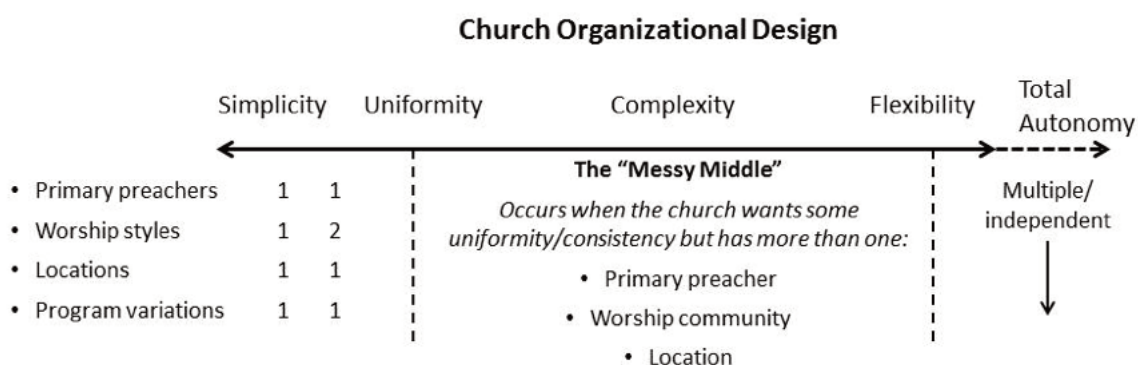 Church Organizational Design
Simplicity Uniformity Complexity Flexibility Total Autonomy
The “Messy Middle”
• Primary preachers 1 1
• Worship styles 1 2
• Locations 1 1
• Program variations 1 1
Occurs when the church wants some
uniformity/consistency but has more than one:
• Primary preacher
• Worship community
• Location
Multiple/
independent